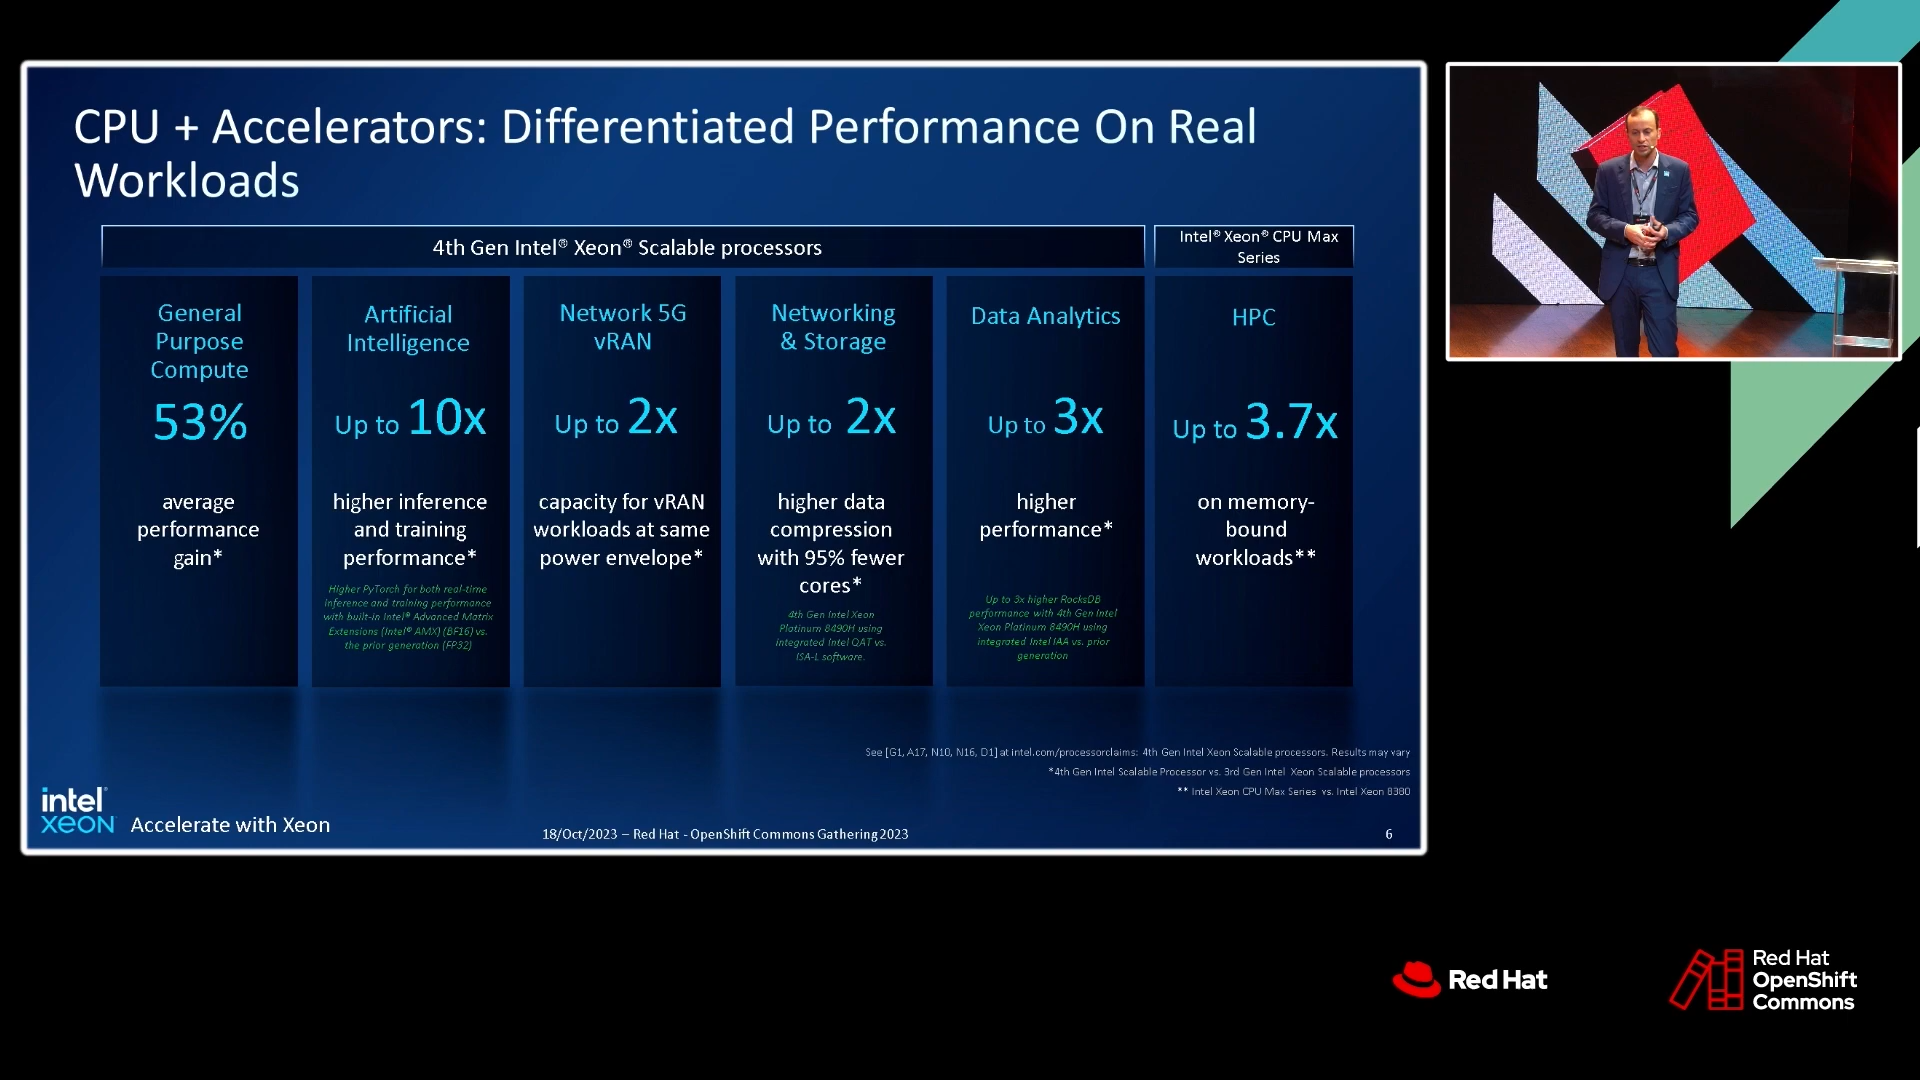 CPU + Accelerators: Differentiated Performance On Real
Workloads
4th Gen Intel® Xeon® Scalable processors
Intel® Xeon® CPU Max
Series
General
Purpose
Compute
53%
average
performance
gain*
Artificial
Intelligence
Up to 10x
higher inference
and training
performance*
Higher PyTorch for both real-time
inference and training performance
with built-in Intel® Advanced Matrix
Extensions (Intel® AMX) (BF16) vs.
the prior generation (FP32)
Network 5G
vRAN
Up to 2x
capacity for vRAN
workloads at same
power envelope*
Networking
& Storage
Up to 2x
higher data
compression
with 95% fewer
cores*
4th Gen Intel Xeon
Platinum 8490H using
integrated Intel QAT vs.
ISA-L software.
Data Analytics
Up to 3x
higher
performance*
Up to 3x higher RocksDB
performance with 4th Gen Intel
Xeon Platinum 8490H using
integrated Intel IAA vs. prior
generation
HPC
Up to 3.7x
on memory-
bound
workloads**
See [G1, A17, N10, N16, D1] at intel.com/processorclaims: 4th Gen Intel Xeon Scalable processors. Results may vary
*4th Gen Intel Scalable Processor vs. 3rd Gen Intel Xeon Scalable processors
** Intel Xeon CPU Max Series vs. Intel Xeon 8380
intel
xeon
Accelerate with Xeon
18/Oct/2023 – Red Hat - OpenShift Commons Gathering 2023
6
Red Hat
Red Hat
OpenShift
Commons